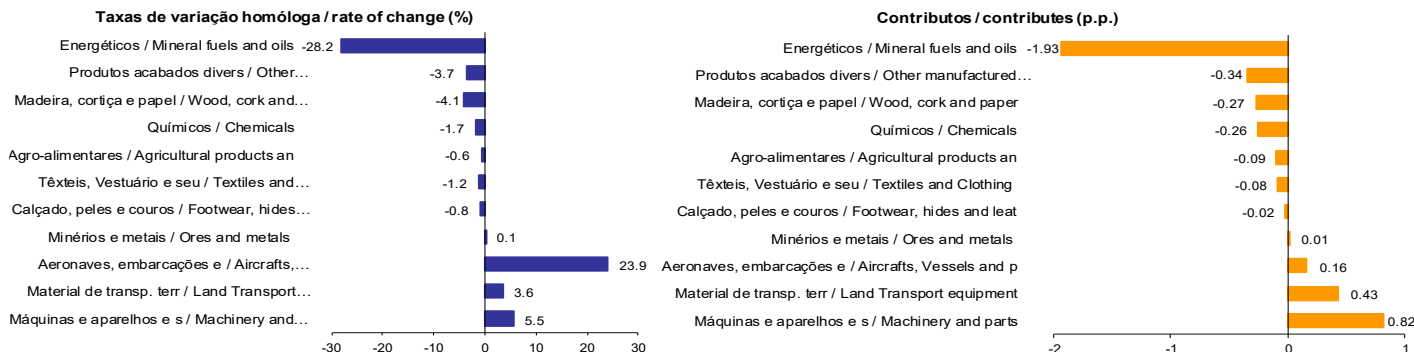 Taxas de variação homóloga / rate of change (%)
Energéticos / Mineral fuels and oils -28.2
Produtos acabados divers / Other… -3.7
Madeira, cortiça e papel / Wood, cork and… -4.1
Químicos / Chemicals -1.7
Agro-alimentares / Agricultural products an -0.6
Têxteis, Vestuário e seu / Textiles and… -1.2
Calçado, peles e couros / Footwear, hides… -0.8
Minérios e metais / Ores and metals 0.1
Aeronaves, embarcações e / Aircrafts,… 23.9
Material de transp. terr / Land Transport… 3.6
Máquinas e aparelhos e s / Machinery and… 5.5
-30 -20 -10 0 10 20 30
Contributos / contributes (p.p.)
Energéticos / Mineral fuels and oils -1.93
Produtos acabados divers / Other manufactured… -0.34
Madeira, cortiça e papel / Wood, cork and paper -0.27
Químicos / Chemicals -0.26
Agro-alimentares / Agricultural products an -0.09
Têxteis, Vestuário e seu / Textiles and Clothing -0.08
Calçado, peles e couros / Footwear, hides and leat -0.02
Minérios e metais / Ores and metals 0.01
Aeronaves, embarcações e / Aircrafts, Vessels and p 0.16
Material de transp. terr / Land Transport equipment 0.43
Máquinas e aparelhos e s / Machinery and parts 0.82
-2 -1 0 1